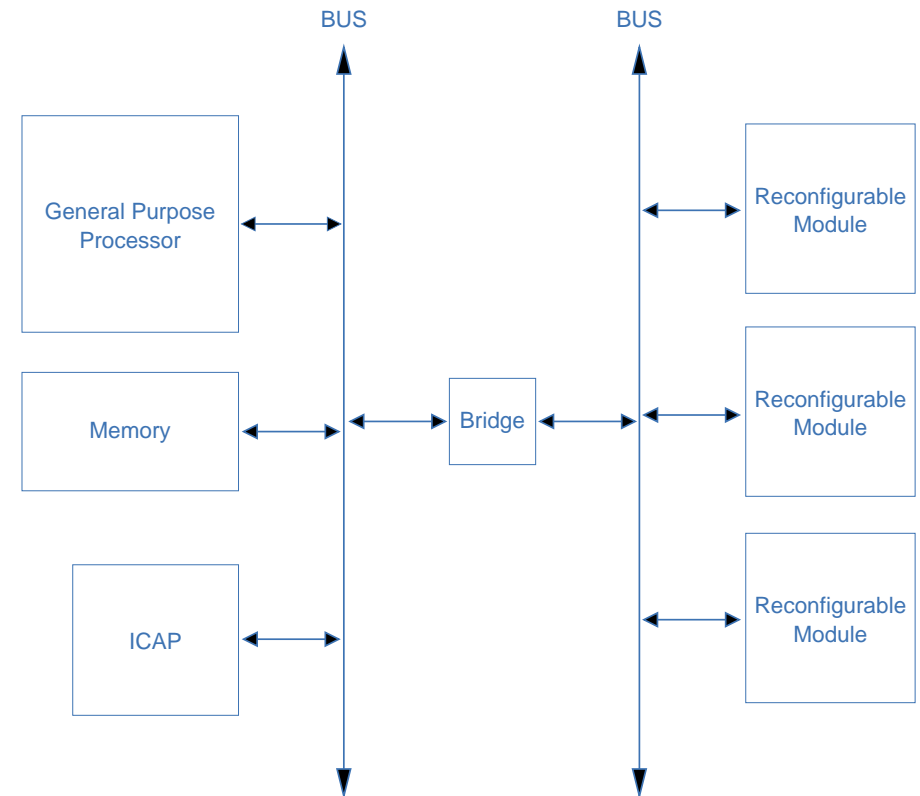 BUS
BUS
General Purpose
Processor
Reconfigurable
Module
Memory
Bridge
Reconfigurable
Module
ICAP
Reconfigurable
Module